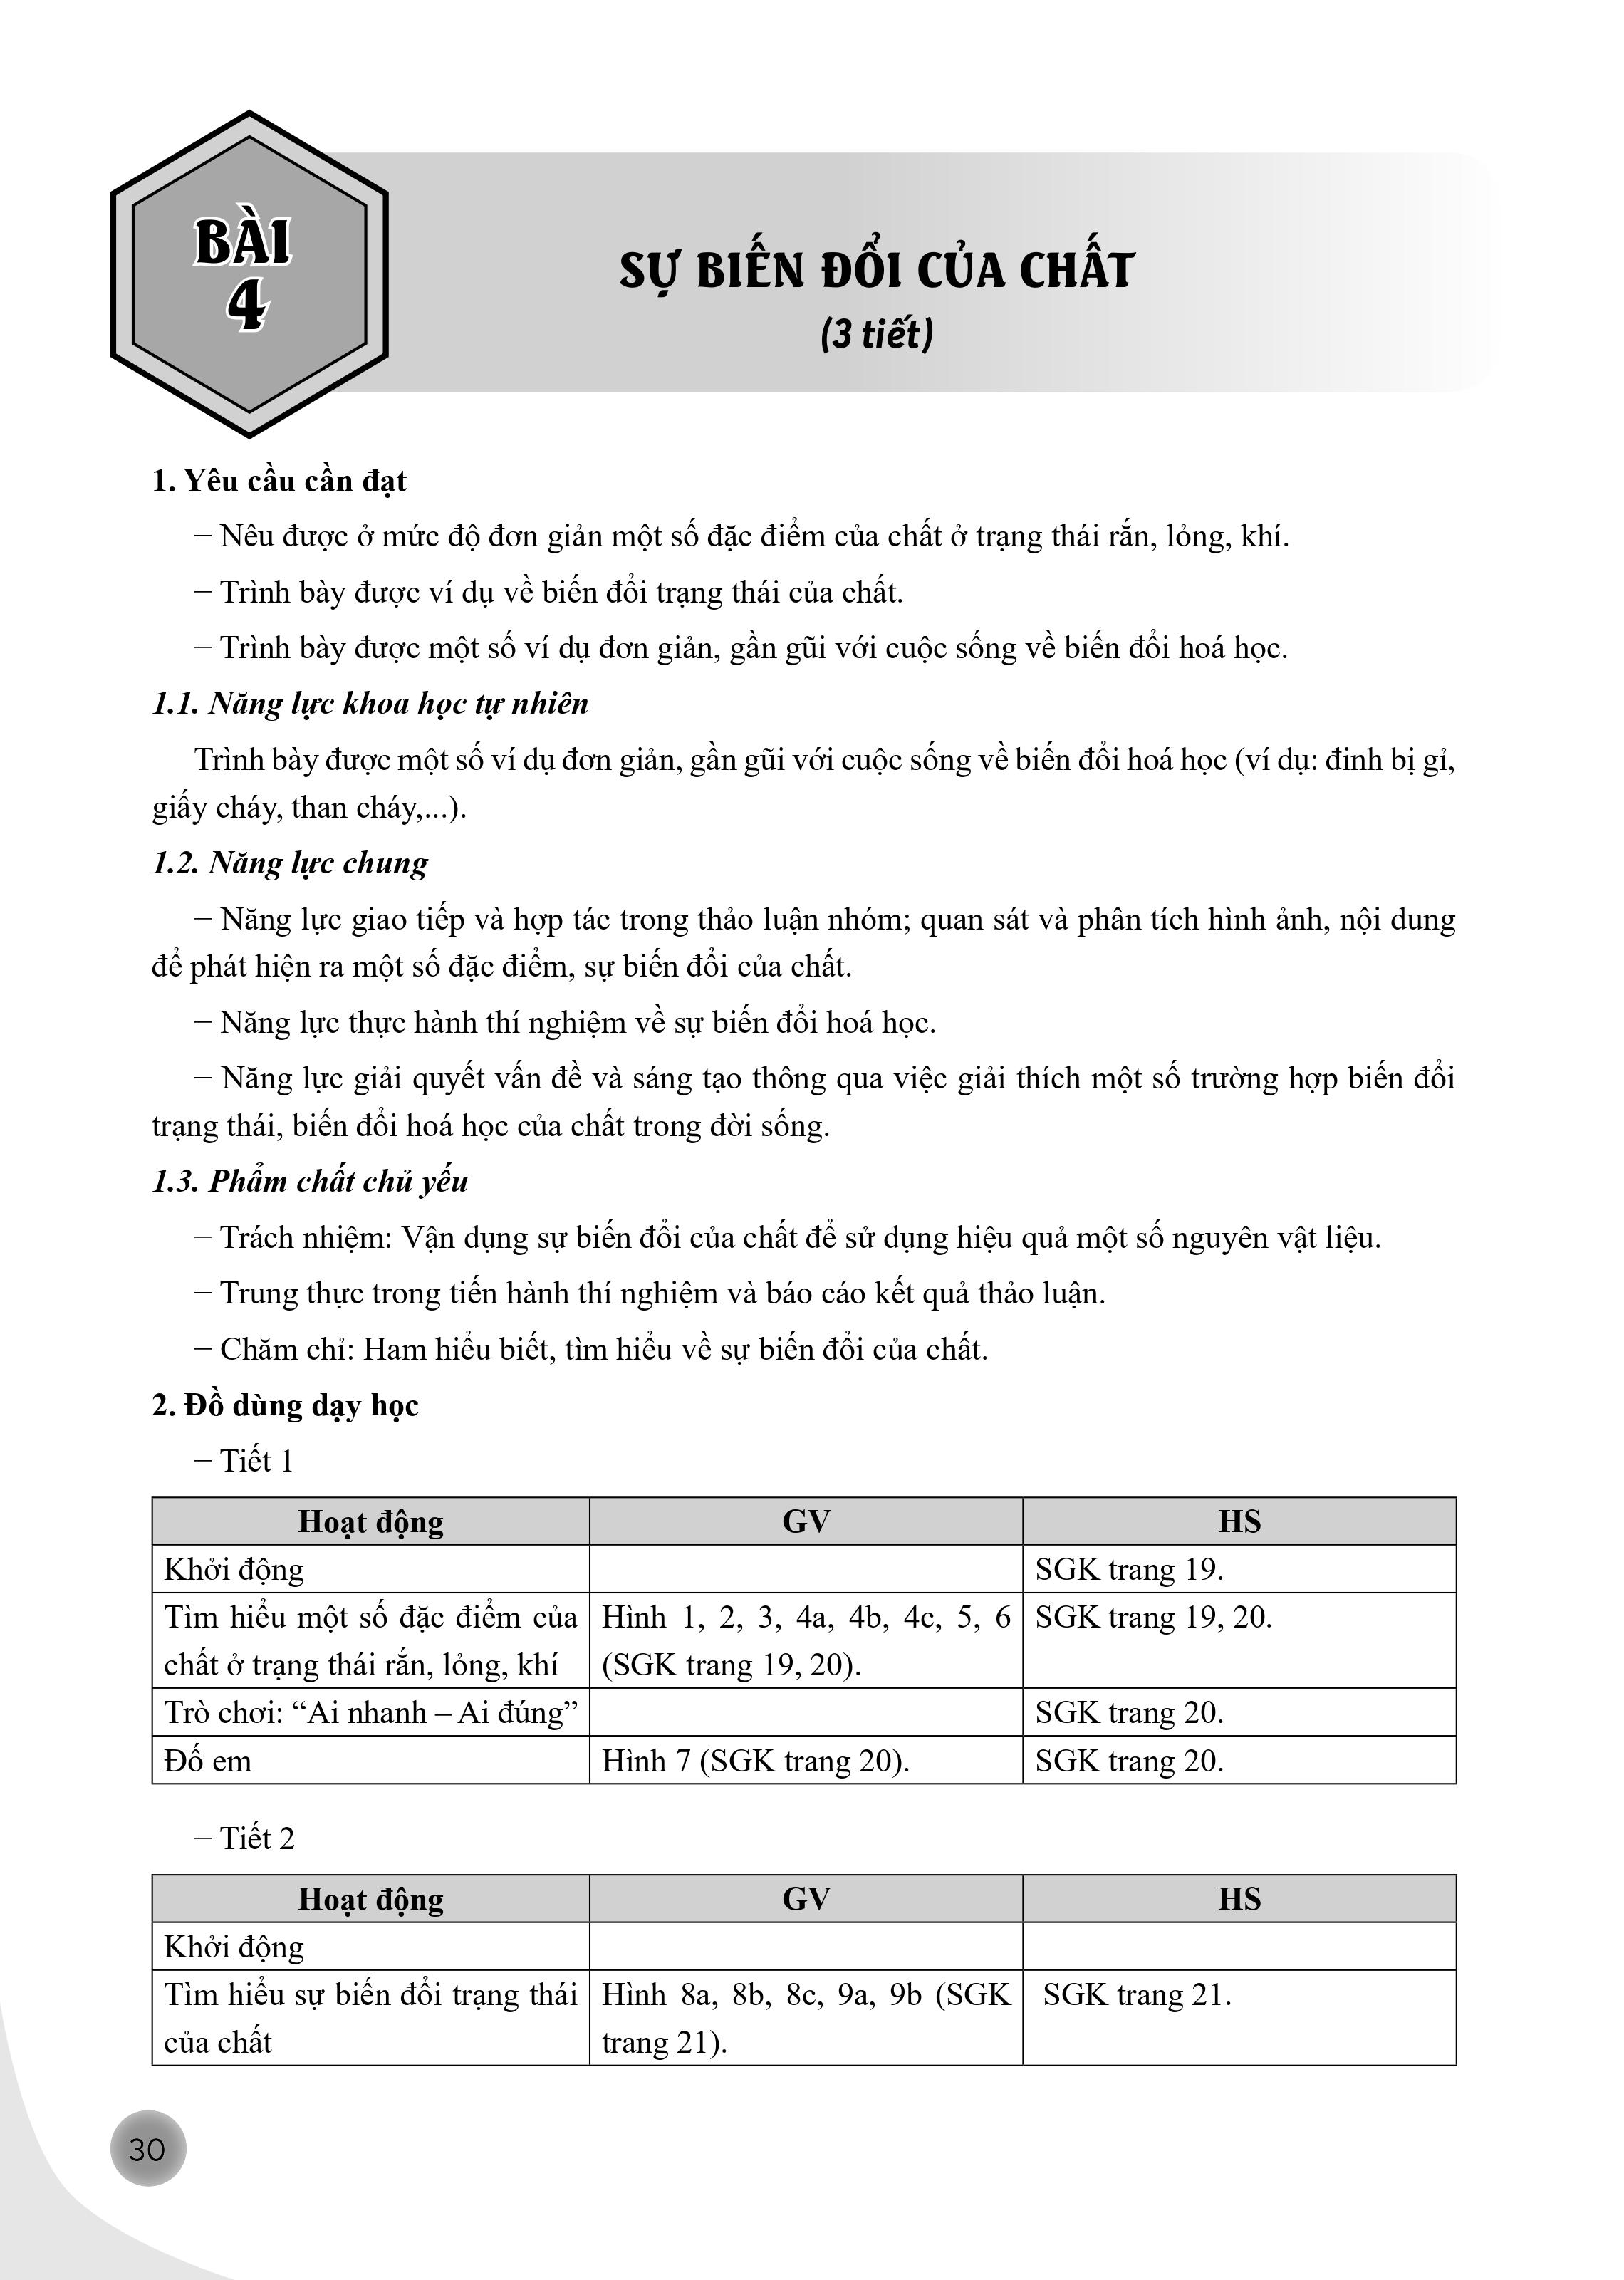 BÀI
4
SỰ BIẾN ĐỔI CỦA CHẤT
(3 tiết)
1. Yêu cầu cần đạt
– Nêu được ở mức độ đơn giản một số đặc điểm của chất ở trạng thái rắn, lỏng, khí.
– Trình bày được ví dụ về biến đổi trạng thái của chất.
– Trình bày được một số ví dụ đơn giản, gần gũi với cuộc sống về biến đổi hoá học.
1.1. Năng lực khoa học tự nhiên
Trình bày được một số ví dụ đơn giản, gần gũi với cuộc sống về biến đổi hoá học (ví dụ: đinh bị gỉ,
giấy cháy, than cháy,...).
1.2. Năng lực chung
– Năng lực giao tiếp và hợp tác trong thảo luận nhóm; quan sát và phân tích hình ảnh, nội dung
để phát hiện ra một số đặc điểm, sự biến đổi của chất.
– Năng lực thực hành thí nghiệm về sự biến đổi hoá học.
– Năng lực giải quyết vấn đề và sáng tạo thông qua việc giải thích một số trường hợp biến đổi
trạng thái, biến đổi hoá học của chất trong đời sống.
1.3. Phẩm chất chủ yếu
– Trách nhiệm: Vận dụng sự biến đổi của chất để sử dụng hiệu quả một số nguyên vật liệu.
– Trung thực trong tiến hành thí nghiệm và báo cáo kết quả thảo luận.
– Chăm chỉ: Ham hiểu biết, tìm hiểu về sự biến đổi của chất.
2. Đồ dùng dạy học
– Tiết 1
Hoạt động GV HS
Khởi động SGK trang 19.
Tìm hiểu một số đặc điểm của Hình 1, 2, 3, 4a, 4b, 4c, 5, 6 SGK trang 19, 20.
chất ở trạng thái rắn, lỏng, khí (SGK trang 19, 20).
Trò chơi: “Ai nhanh – Ai đúng” SGK trang 20.
Đố em Hình 7 (SGK trang 20). SGK trang 20.
– Tiết 2
Hoạt động GV HS
Khởi động
Tìm hiểu sự biến đổi trạng thái Hình 8a, 8b, 8c, 9a, 9b (SGK SGK trang 21.
của chất trang 21).
30